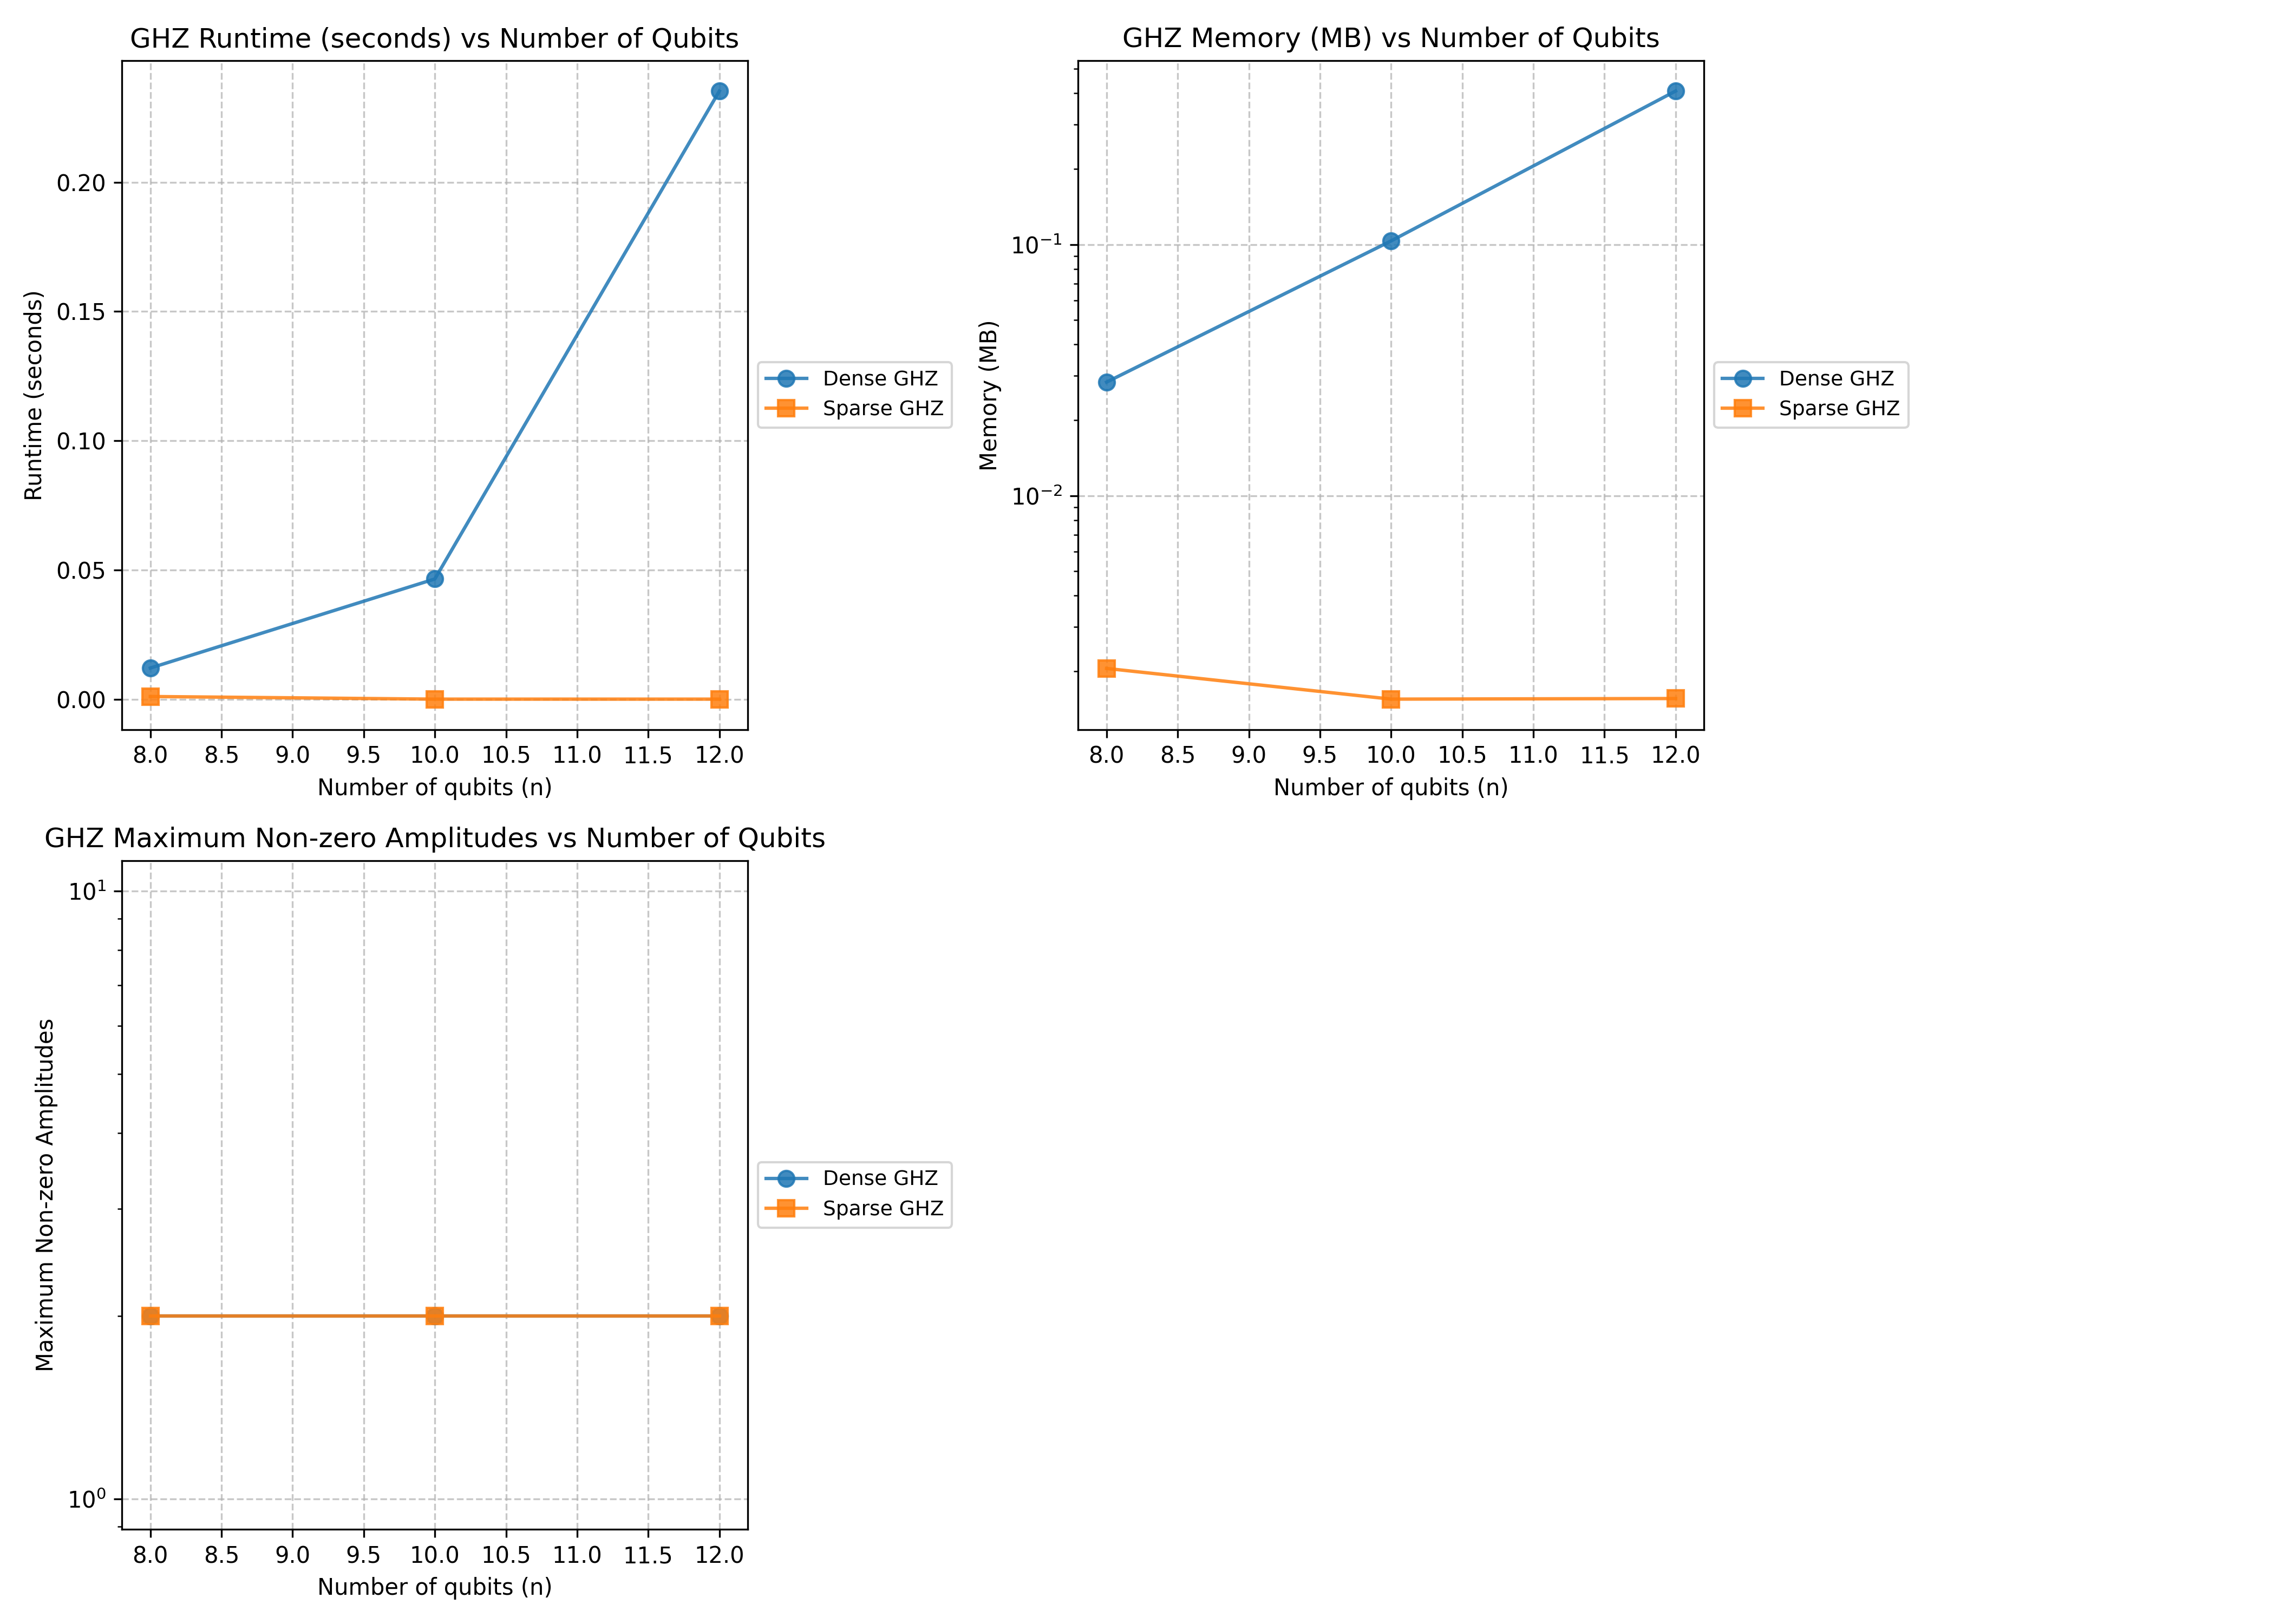 GHZ Runtime (seconds) vs Number of Qubits
0.20
0.15
0.10
0.05
0.00
Runtime (seconds)
8.0 8.5 9.0 9.5 10.0 10.5 11.0 11.5 12.0
Number of qubits (n)
Dense GHZ
Sparse GHZ
GHZ Memory (MB) vs Number of Qubits
10⁻¹
10⁻²
Memory (MB)
8.0 8.5 9.0 9.5 10.0 10.5 11.0 11.5 12.0
Number of qubits (n)
Dense GHZ
Sparse GHZ
GHZ Maximum Non-zero Amplitudes vs Number of Qubits
10¹
10⁰
Maximum Non-zero Amplitudes
8.0 8.5 9.0 9.5 10.0 10.5 11.0 11.5 12.0
Number of qubits (n)
Dense GHZ
Sparse GHZ